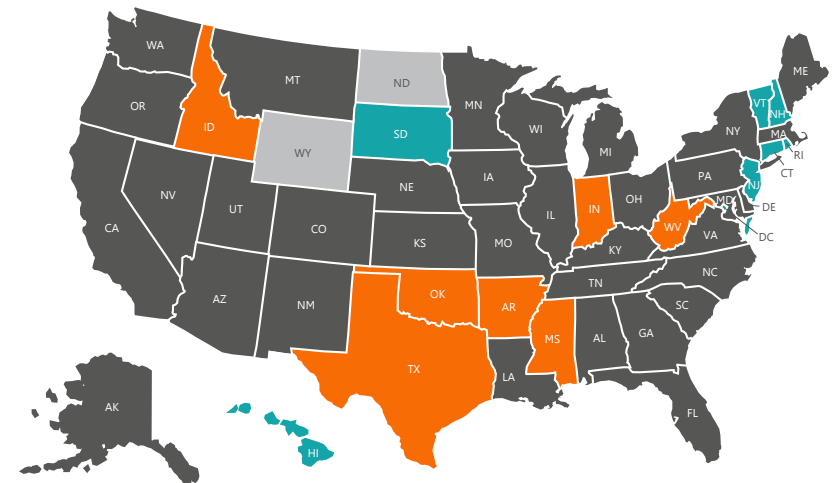 WA
ME
MT
ND
VT
NH
OR
MN
ID
SD
WI
NY
MA
RI
WY
MI
CT
PA
NE
IA
NJ
NV
OH
MD
DE
UT
IL
IN
CO
CA
WV
VA
DC
KS
MO
KY
NC
TN
AZ
NM
OK
AR
SC
MS
AL
GA
TX
LA
AK
FL
HI